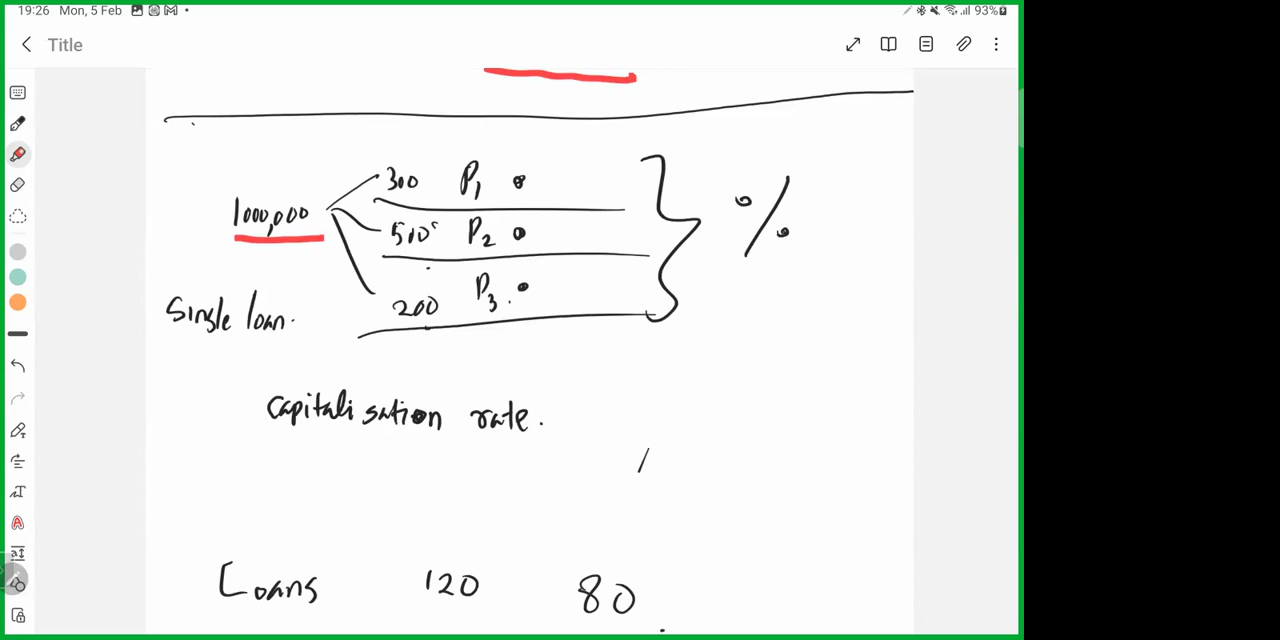 19:26 Mon, 5 Feb 93%
Title
300 P1
1000,000 500 P2 %
200 P3
Single loan.
Capitalisation rate.
Loans 120 80